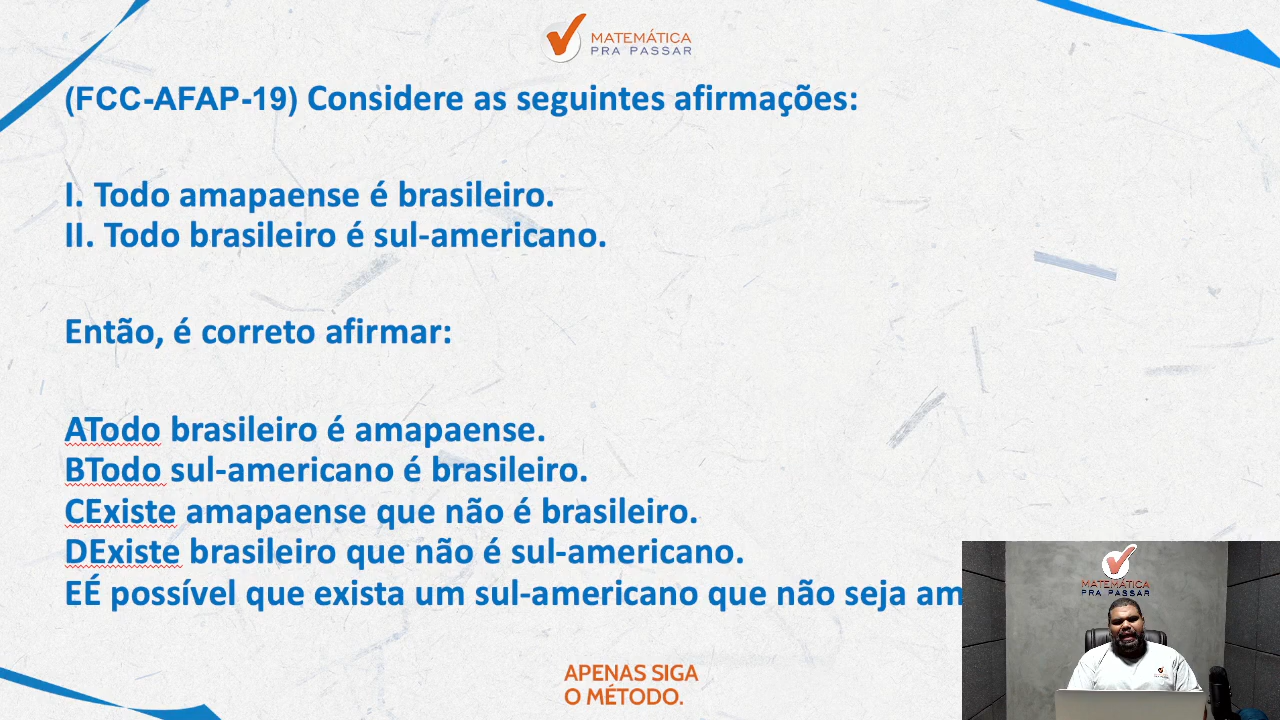 MATEMÁTICA
PRA PASSAR
(FCC-AFAP-19) Considere as seguintes afirmações:
I. Todo amapaense é brasileiro.
II. Todo brasileiro é sul-americano.
Então, é correto afirmar:
ATodo brasileiro é amapaense.
BTodo sul-americano é brasileiro.
CExiste amapaense que não é brasileiro.
DExiste brasileiro que não é sul-americano.
EÉ possível que exista um sul-americano que não seja am
MATEMÁTICA
PRA PASSAR
APENAS SIGA
O MÉTODO.